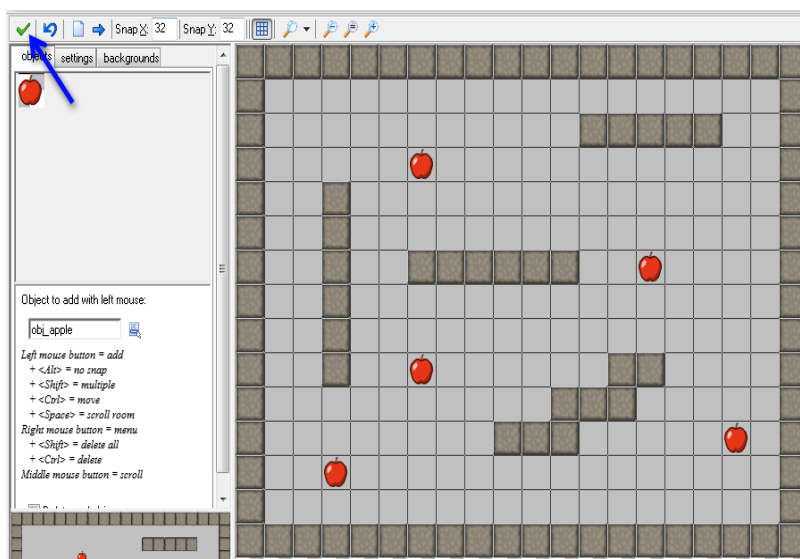 Snap X: 32 Snap Y: 32
objects settings backgrounds
Object to add with left mouse:
obj_apple
Left mouse button = add
+ <Alt> = no snap
+ <Shift> = multiple
+ <Ctrl> = move
+ <Space> = scroll room
Right mouse button = menu
+ <Shift> = delete all
+ <Ctrl> = delete
Middle mouse button = scroll